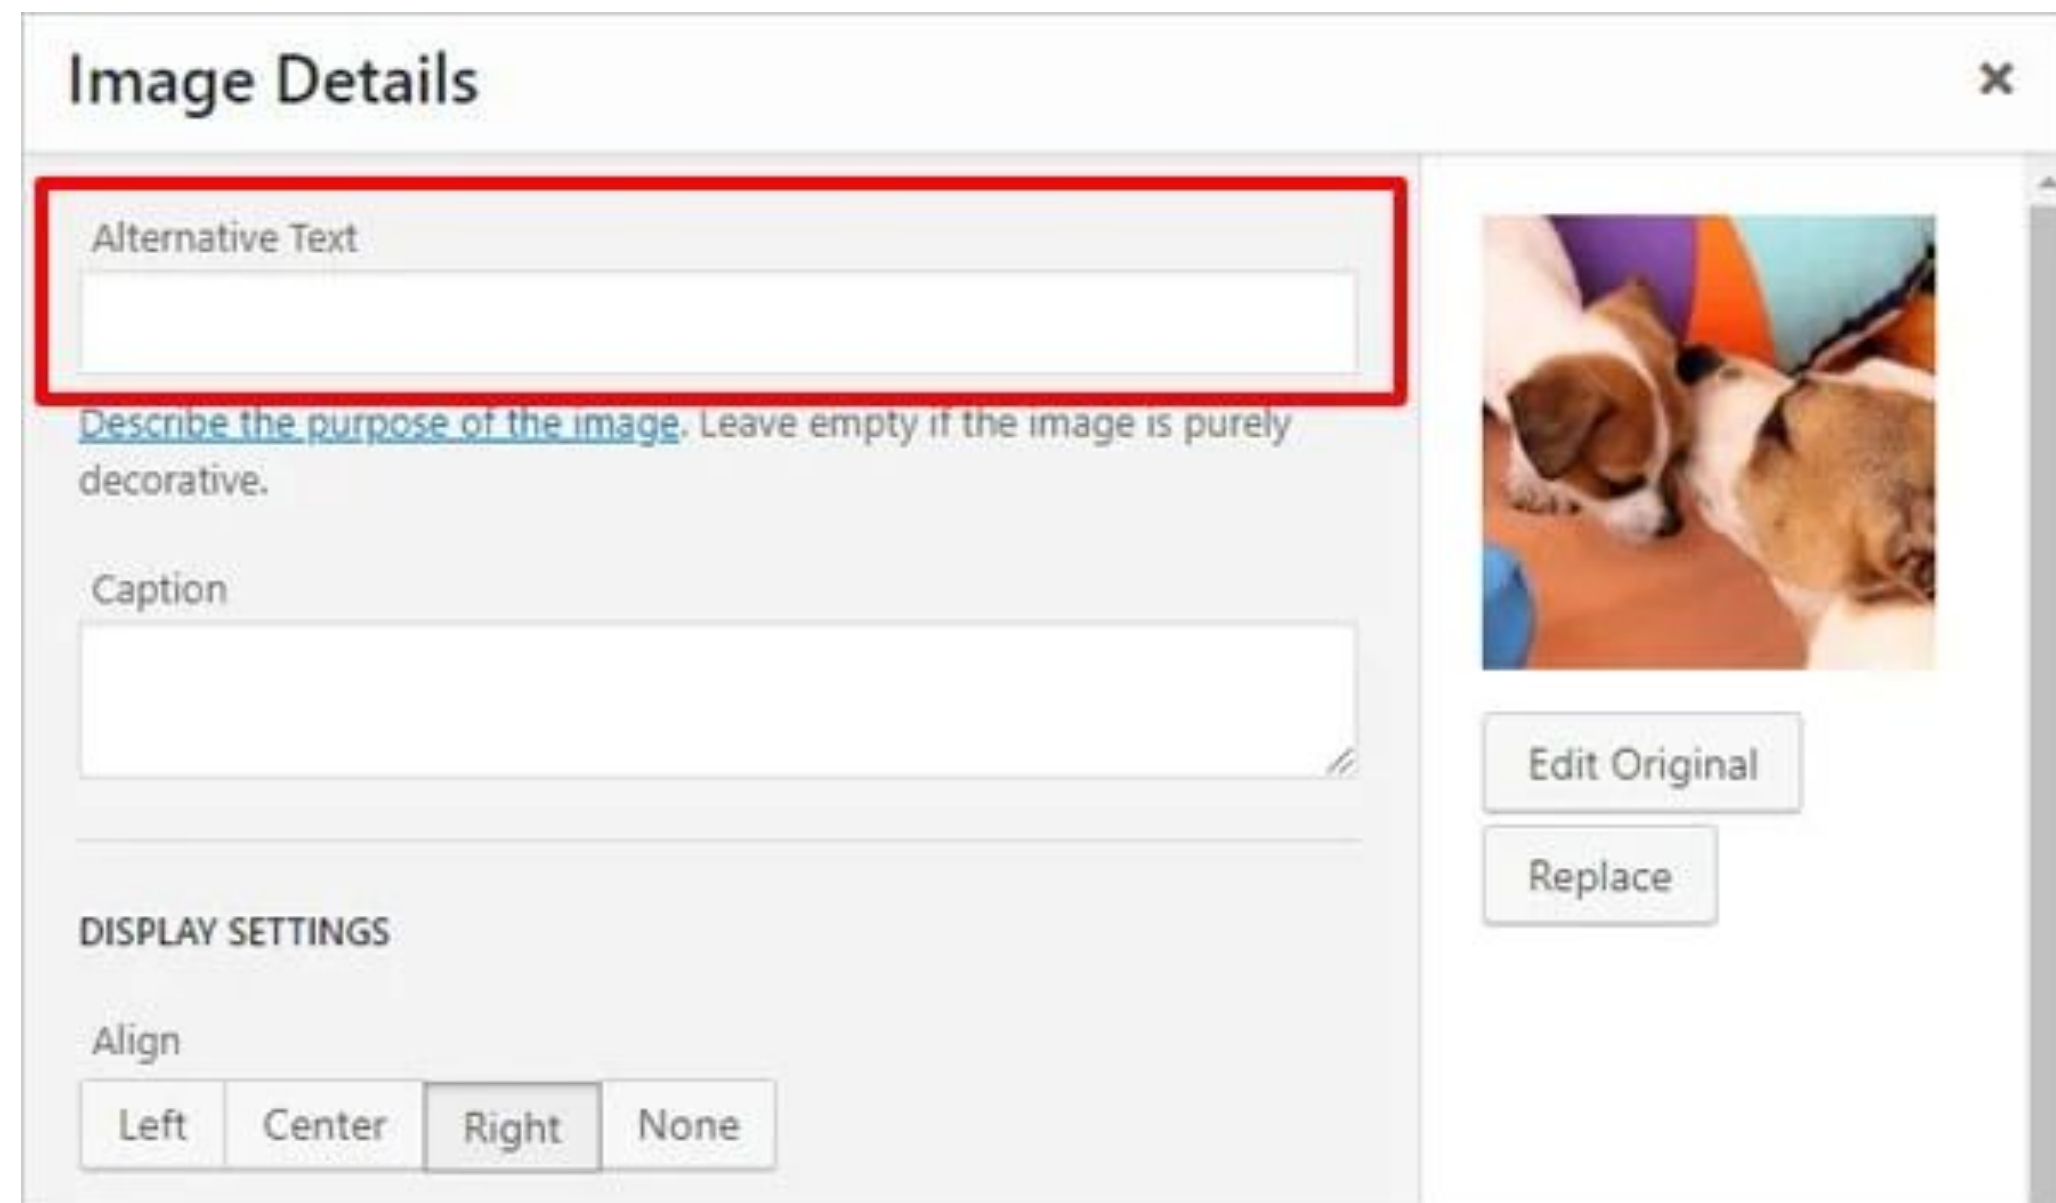 Image Details
Alternative Text
Describe the purpose of the image. Leave empty if the image is purely
decorative.
Caption
Edit Original
Replace
DISPLAY SETTINGS
Align
Left Center Right None